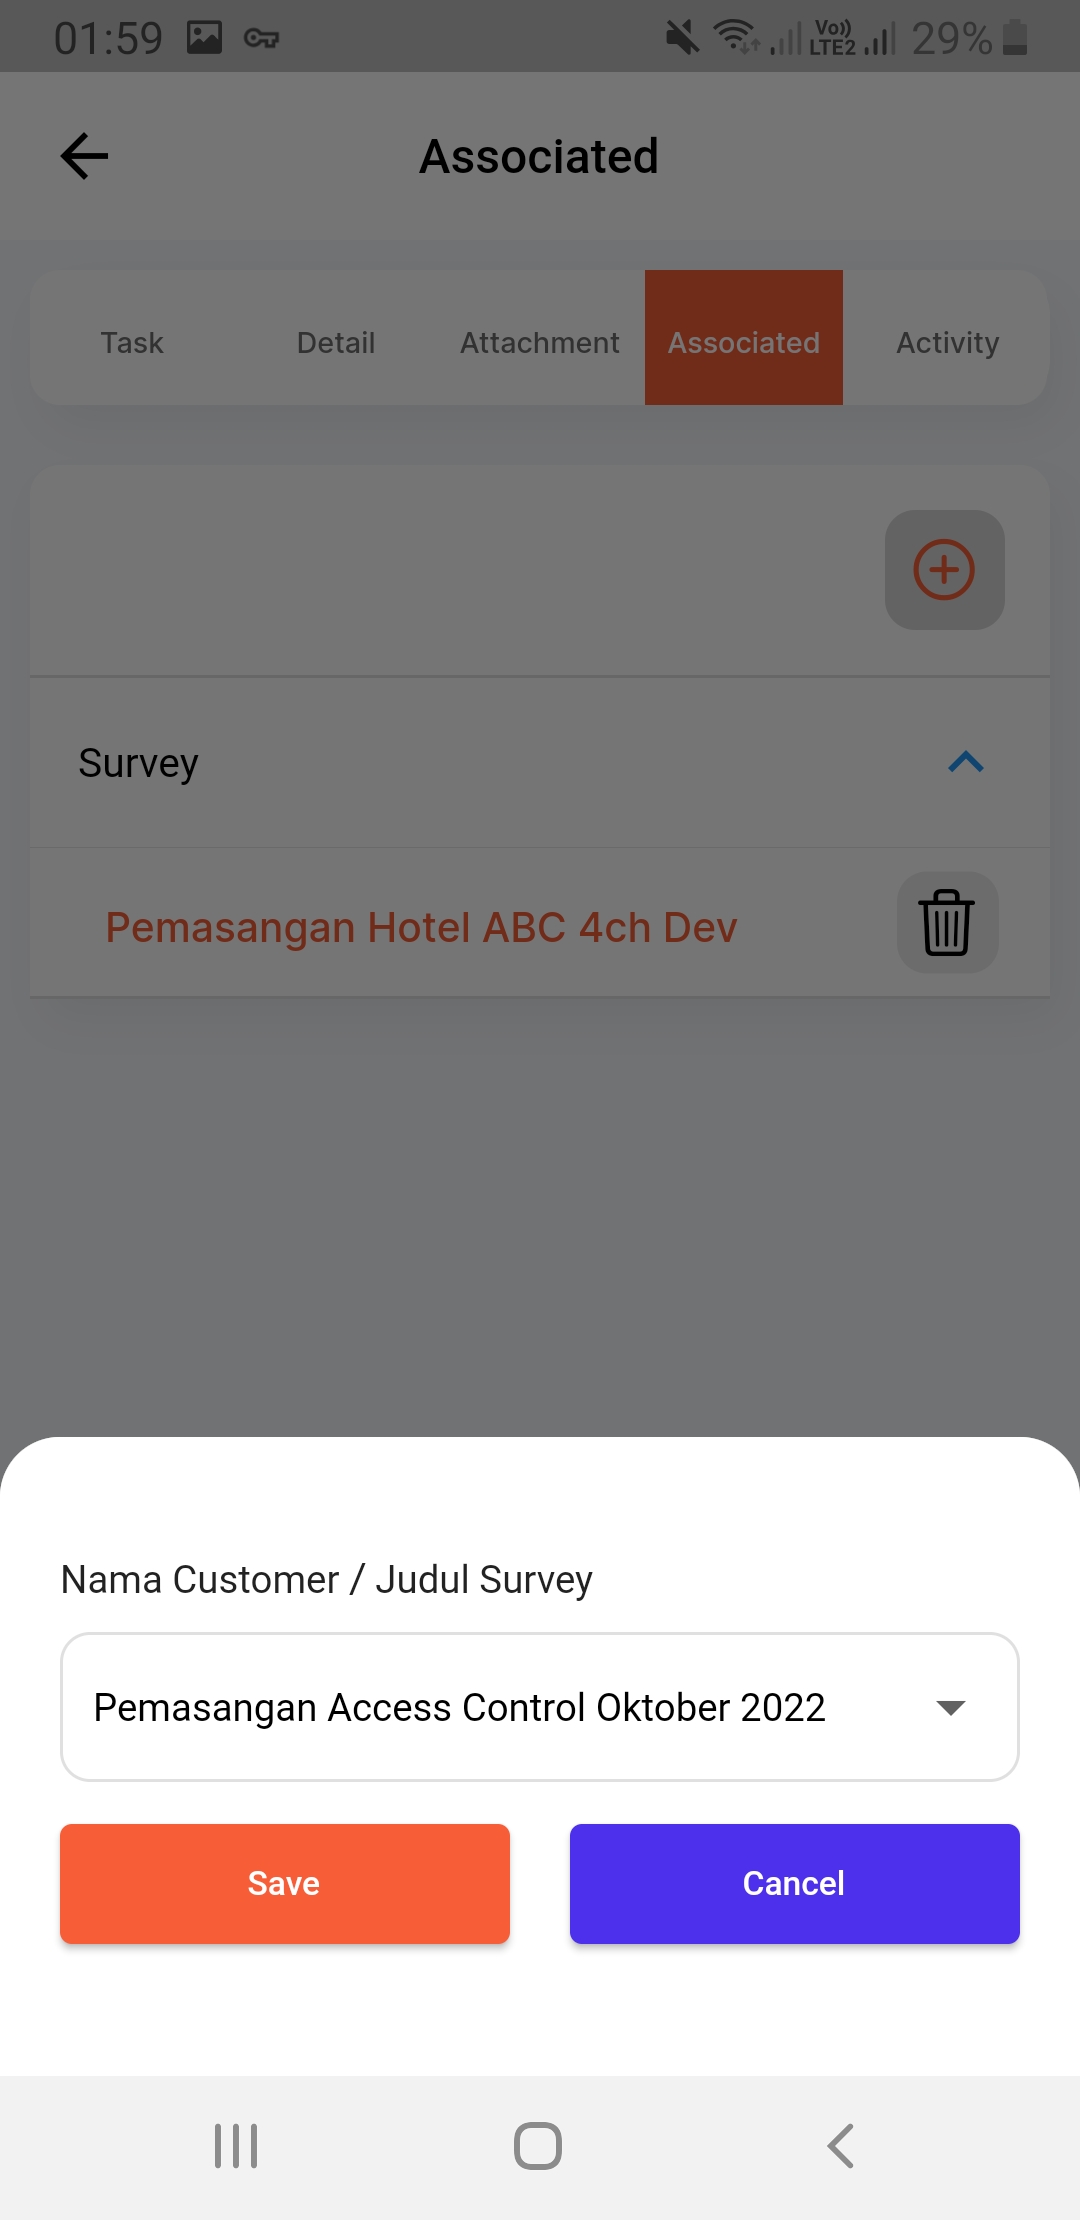 01:59 Vo)) LTE2 29%
Associated
Task Detail Attachment Associated Activity
Survey
Pemasangan Hotel ABC 4ch Dev
Nama Customer / Judul Survey
Pemasangan Access Control Oktober 2022
Save Cancel